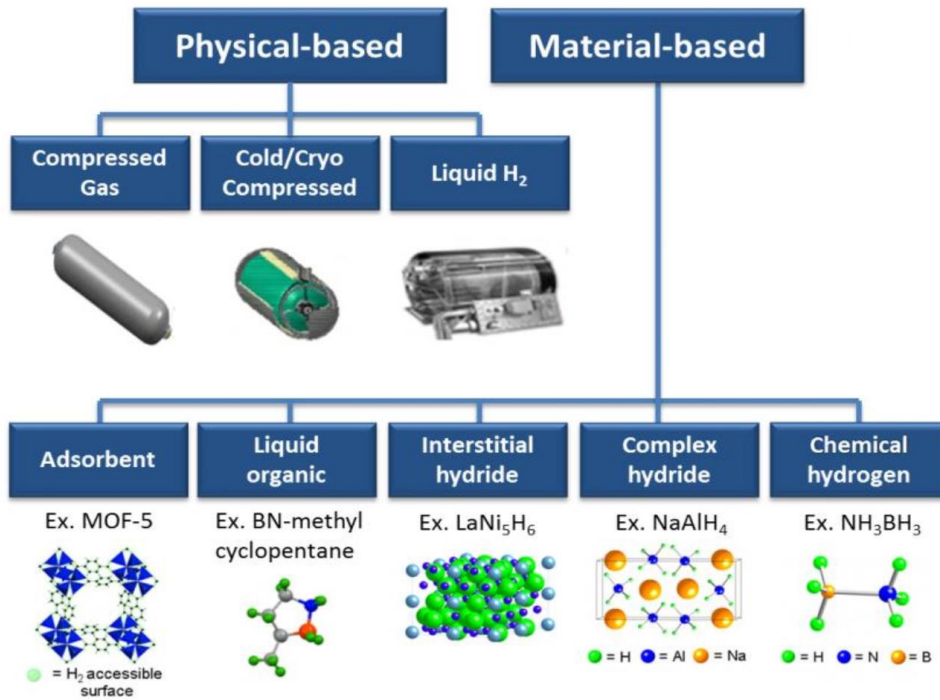 Physical-based
Material-based
Compressed
Gas
Cold/Cryo
Compressed
Liquid H₂
Adsorbent
Liquid
organic
Interstitial
hydride
Complex
hydride
Chemical
hydrogen
Ex. MOF-5
Ex. BN-methyl
cyclopentane
Ex. LaNi₅H₆
Ex. NaAlH₄
Ex. NH₃BH₃
= H₂ accessible
surface
= H = Al = Na
= H = N = B